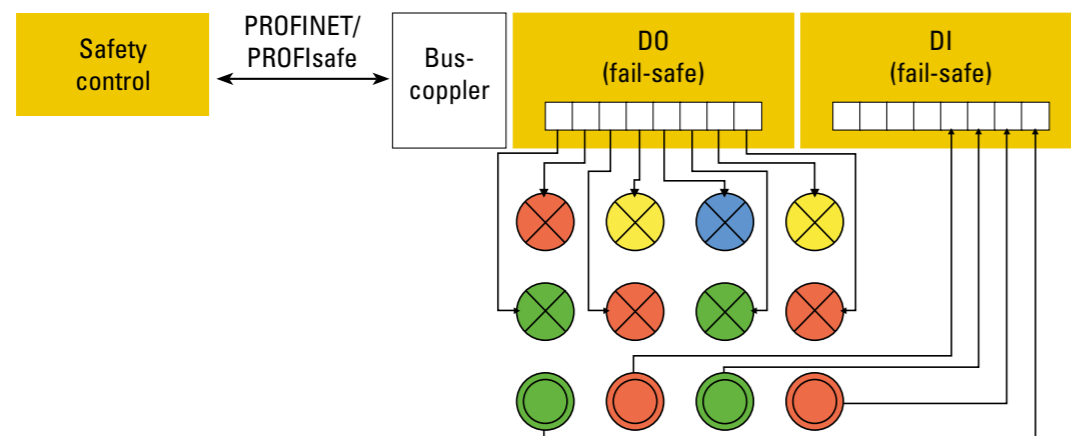 Safety
control
PROFINET/
PROFIsafe
Bus-
coppler
DO
(fail-safe)
DI
(fail-safe)